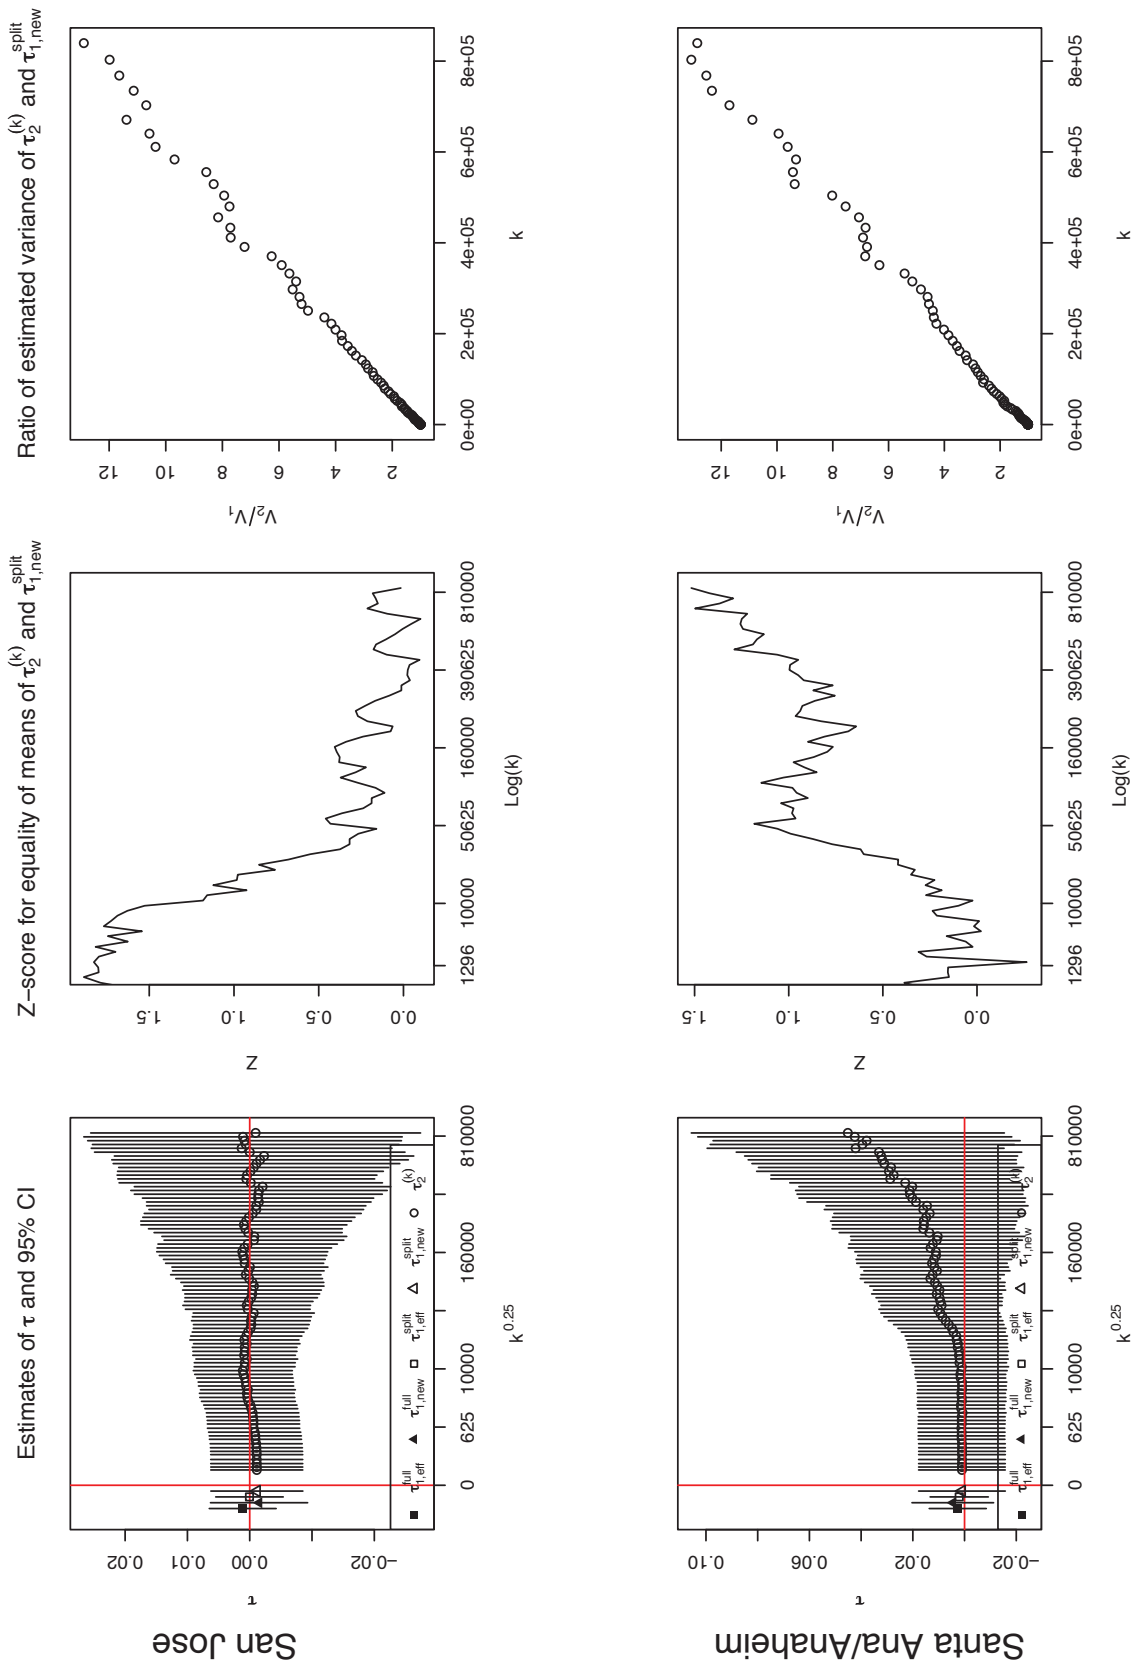 Estimates of τ and 95% CI
Z−score for equality of means of τ₂⁽ᵏ⁾ and τ₁,new^split
Ratio of estimated variance of τ₂⁽ᵏ⁾ and τ₁,new^split
San Jose
τ
0.02
0.01
0.00
−0.02
τ₁,eff^full
τ₁,new^full
τ₁,eff^split
τ₁,new^split
τ₂⁽ᵏ⁾
0 625 10000 160000 810000
k^0.25
Z
1.5
1.0
0.5
0.0
1296 10000 50625 160000 390625 810000
Log(k)
V₂/V₁
12
10
8
6
4
2
0e+00 2e+05 4e+05 6e+05 8e+05
k
Santa Ana/Anaheim
τ
0.10
0.06
0.02
−0.02
τ₁,eff^full
τ₁,new^full
τ₁,eff^split
τ₁,new^split
τ₂⁽ᵏ⁾
0 625 10000 160000 810000
k^0.25
Z
1.5
1.0
0.5
0.0
1296 10000 50625 160000 390625 810000
Log(k)
V₂/V₁
12
10
8
6
4
2
0e+00 2e+05 4e+05 6e+05 8e+05
k